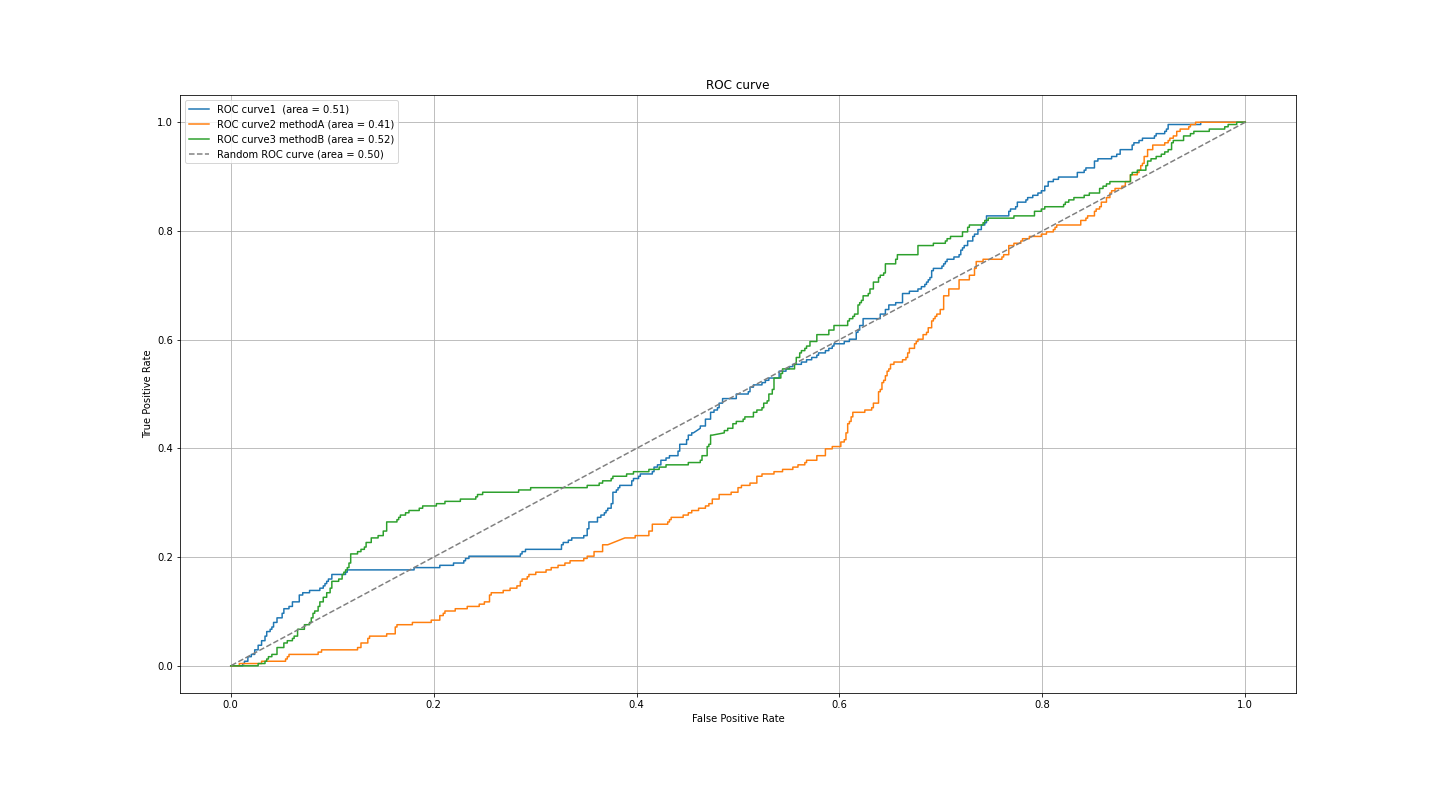 ROC curve
ROC curve1  (area = 0.51)
ROC curve2 methodA (area = 0.41)
ROC curve3 methodB (area = 0.52)
Random ROC curve (area = 0.50)
1.0
0.8
0.6
0.4
0.2
0.0
True Positive Rate
0.0 0.2 0.4 0.6 0.8 1.0
False Positive Rate